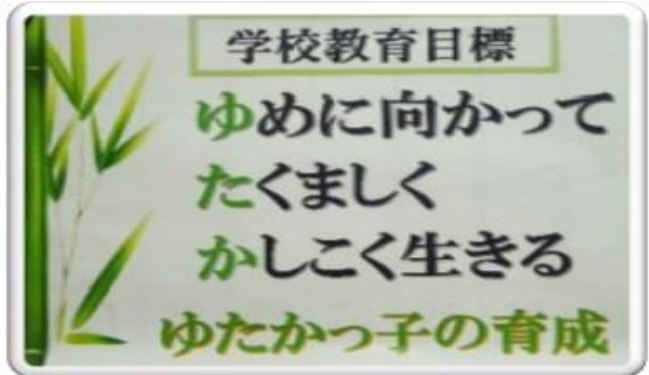 学校教育目標
ゆめに向かって
たくましく
かしこく生きる
ゆたかっ子の育成